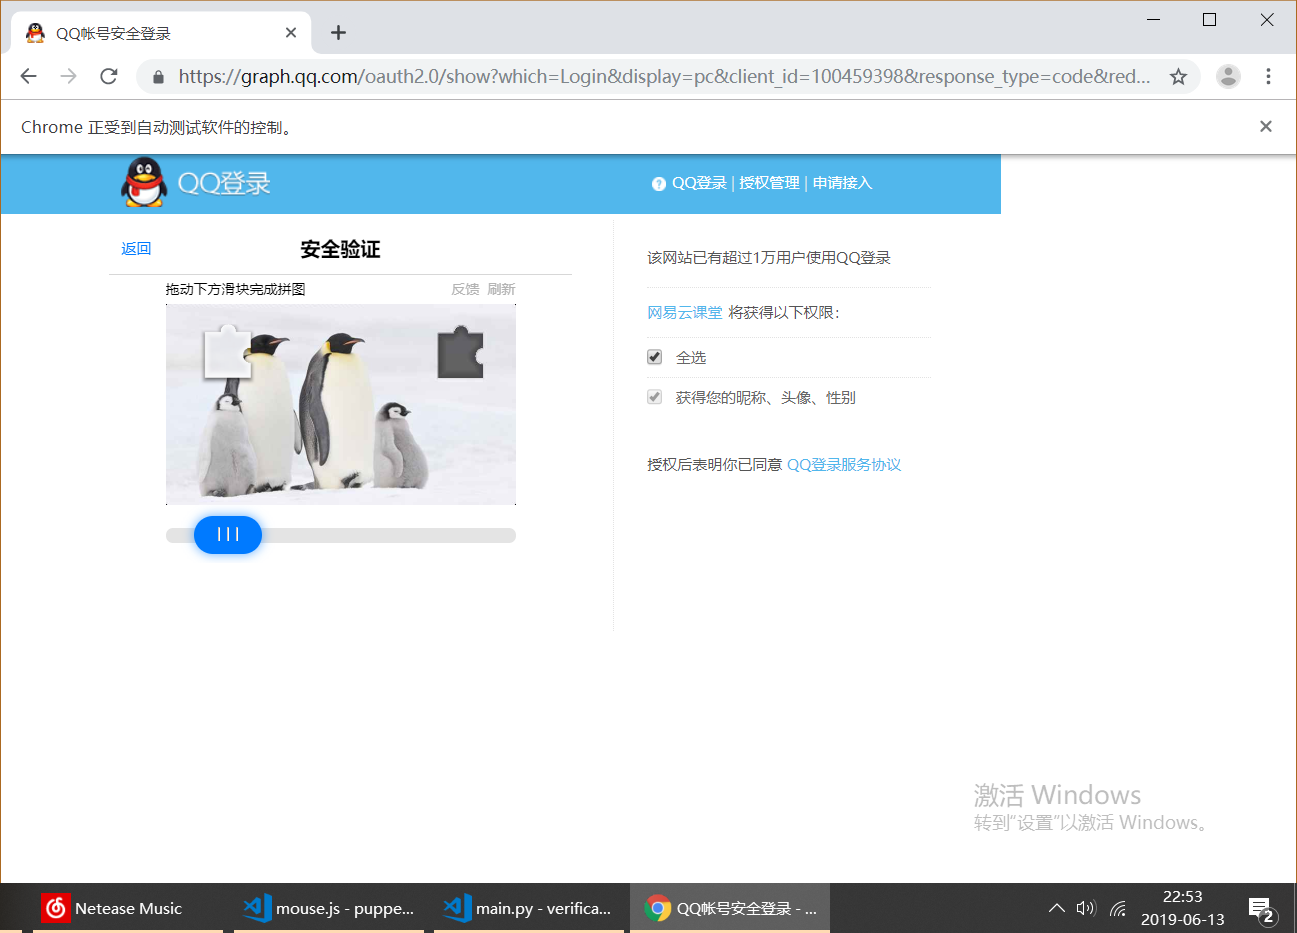 QQ帐号安全登录
https://graph.qq.com/oauth2.0/show?which=Login&display=pc&client_id=100459398&response_type=code&red...
Chrome 正受到自动测试软件的控制。
QQ登录
? QQ登录 | 授权管理 | 申请接入
返回
安全验证
拖动下方滑块完成拼图
反馈 刷新
该网站已有超过1万用户使用QQ登录
网易云课堂 将获得以下权限：
全选
获得您的昵称、头像、性别
授权后表明你已同意 QQ登录服务协议
激活 Windows
转到"设置"以激活 Windows。
Netease Music
mouse.js - puppe...
main.py - verifica...
QQ帐号安全登录 - ...
22:53
2019-06-13
2